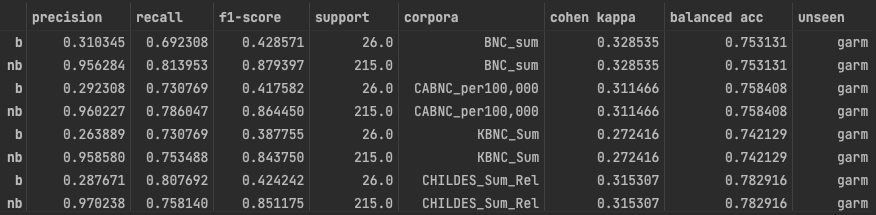 precision recall f1-score support corpora cohen kappa balanced acc unseen
b 0.310345 0.692308 0.428571 26.0 BNC_sum 0.328535 0.753131 garm
nb 0.956284 0.813953 0.879397 215.0 BNC_sum 0.328535 0.753131 garm
b 0.292308 0.730769 0.417582 26.0 CABNC_per100,000 0.311466 0.758408 garm
nb 0.960227 0.786047 0.864450 215.0 CABNC_per100,000 0.311466 0.758408 garm
b 0.263889 0.730769 0.387755 26.0 KBNC_Sum 0.272416 0.742129 garm
nb 0.958580 0.753488 0.843750 215.0 KBNC_Sum 0.272416 0.742129 garm
b 0.287671 0.807692 0.424242 26.0 CHILDES_Sum_Rel 0.315307 0.782916 garm
nb 0.970238 0.758140 0.851175 215.0 CHILDES_Sum_Rel 0.315307 0.782916 garm